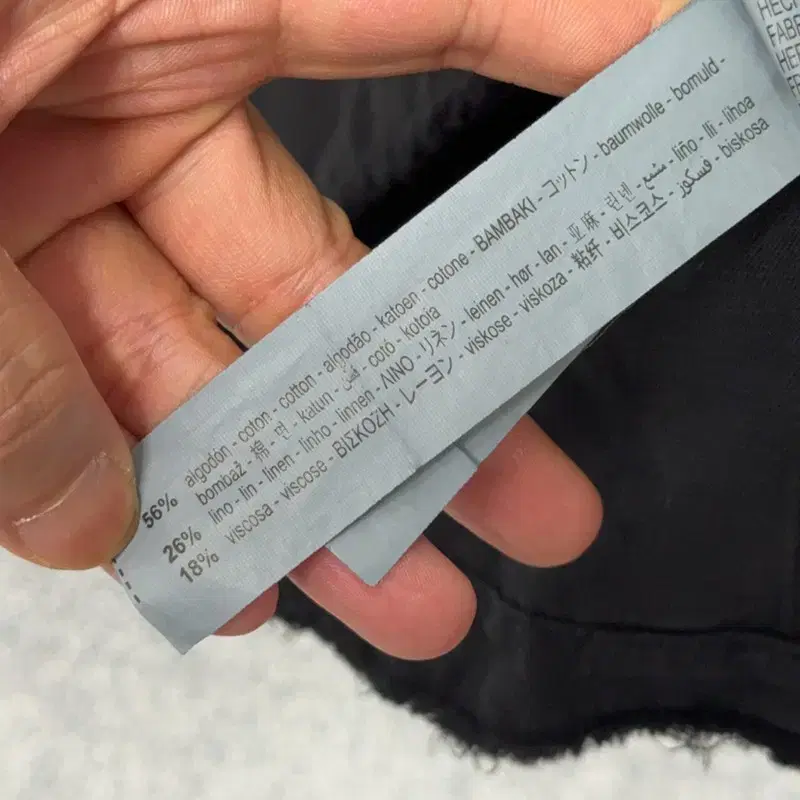 56% algodón - coton - cotton - algodão - katoen - cotone - BAMBAKI - コットン - baumwolle - bomuld -
bombaž - 棉 - 면 - katun - قطن - cotó - kotoia
26% lino - lin - linen - linho - linnen - ΛΙΝΟ - リネン - leinen - hør - lan - 亚麻 - 린넨 - مشمع - liño - lli - lihoa
18% viscosa - viscose - ΒΙΣΚΟΖΗ - レーヨン - viskose - viskoza - 粘纤 - 비스코스 - فسكوز - biskosa
HECH
FABR